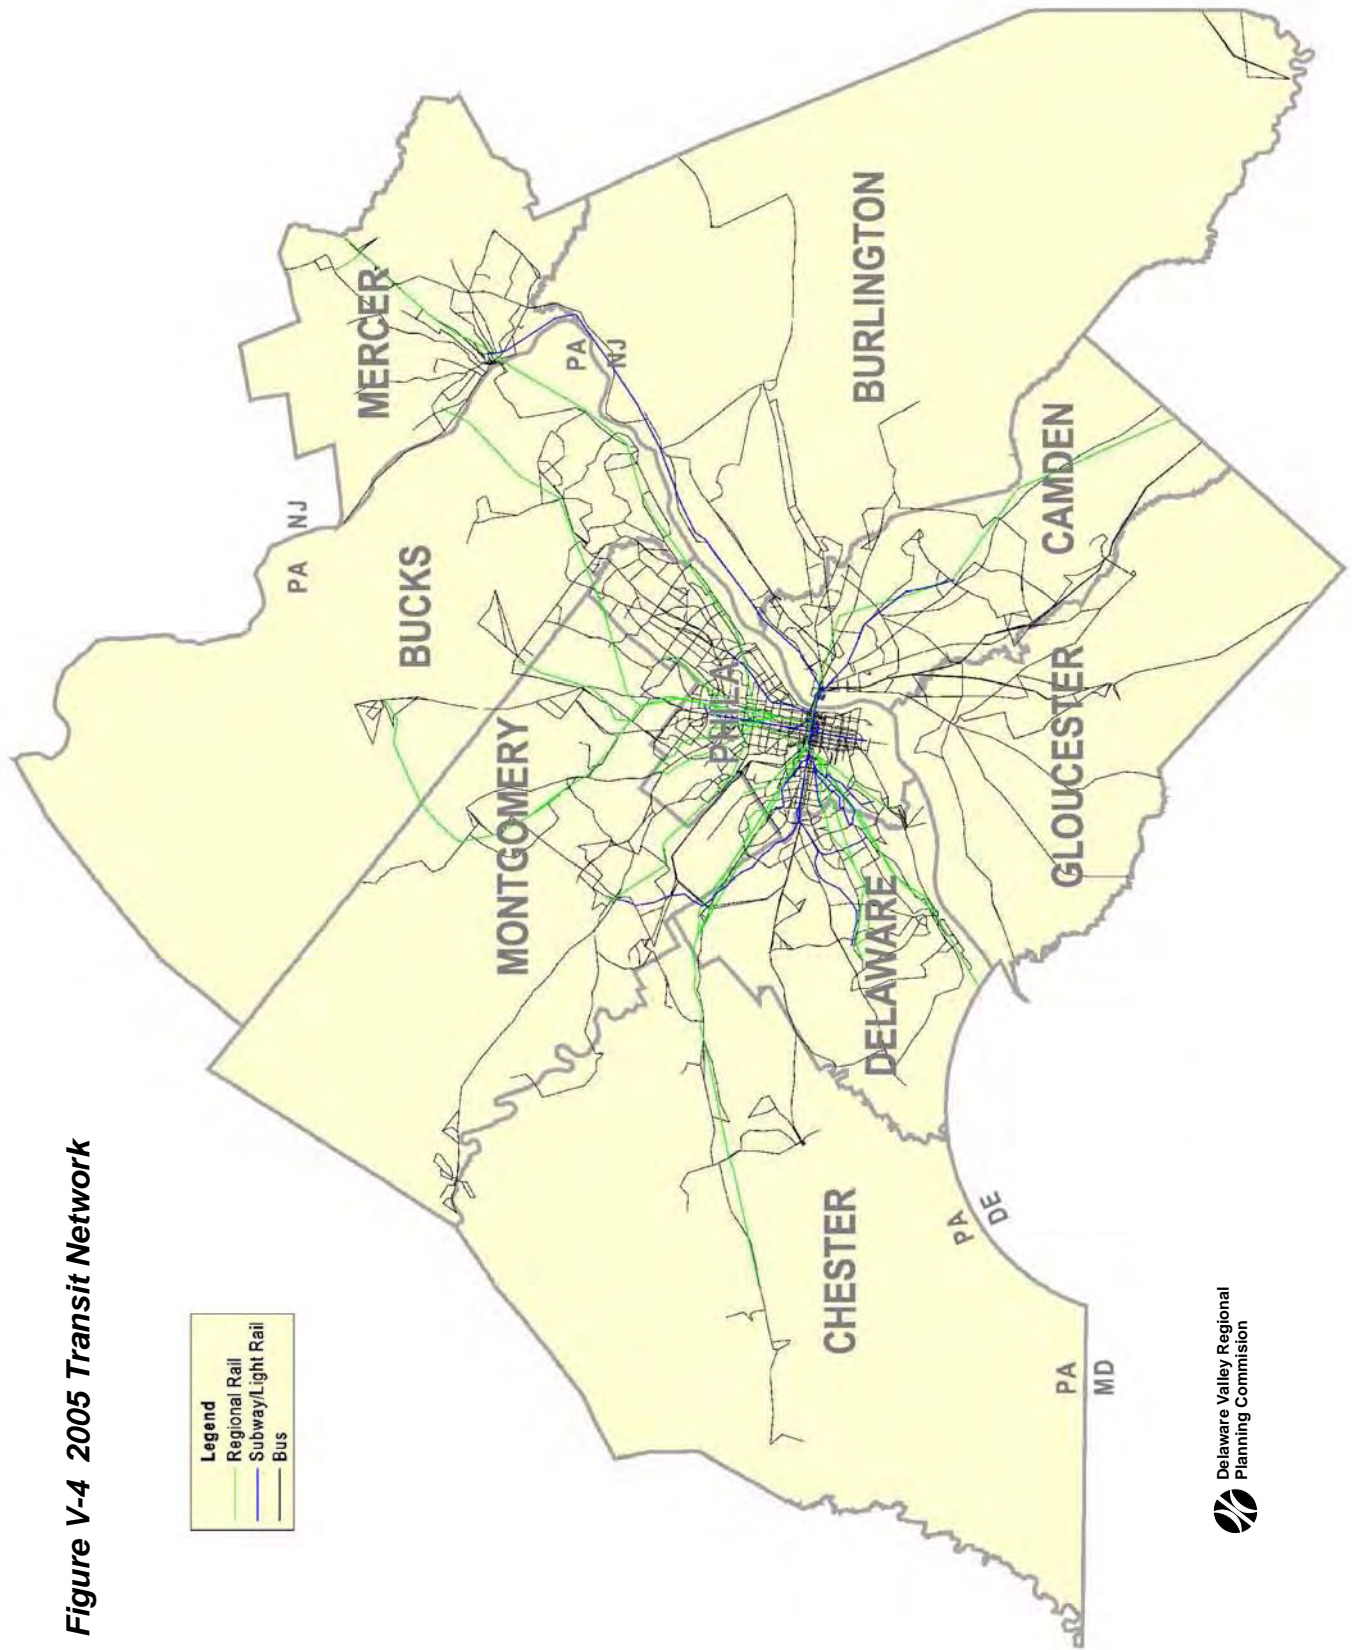 Figure V-4 2005 Transit Network
Legend
Regional Rail
Subway/Light Rail
Bus
BUCKS
PA
NJ
MERCER
PA
NJ
MONTGOMERY
PHILA
BURLINGTON
CHESTER
DELAWARE
GLOUCESTER
CAMDEN
PA
DE
PA
MD
Delaware Valley Regional
Planning Commision